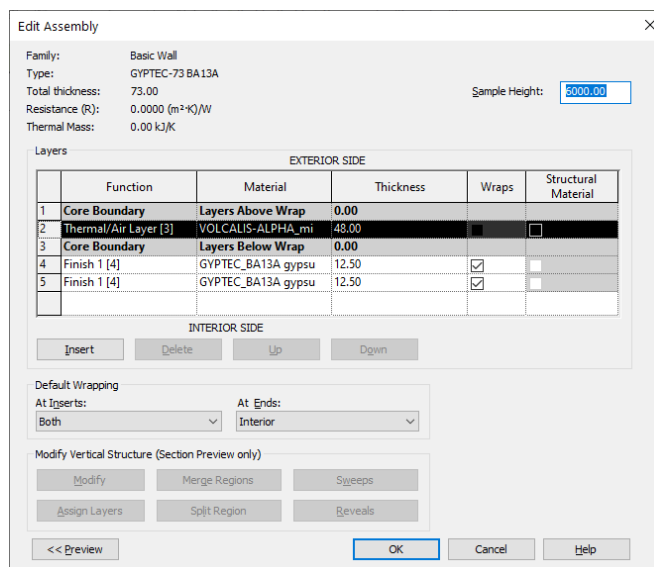 Edit Assembly
Family: Basic Wall
Type: GYPTEC-73 BA13A
Total thickness: 73.00 Sample Height: 6000.00
Resistance (R): 0.0000 (m²·K)/W
Thermal Mass: 0.00 kJ/K
Layers
EXTERIOR SIDE
Function Material Thickness Wraps Structural Material
1 Core Boundary Layers Above Wrap 0.00
2 Thermal/Air Layer [3] VOLCALIS-ALPHA_mi 48.00
3 Core Boundary Layers Below Wrap 0.00
4 Finish 1 [4] GYPTEC_BA13A gypsu 12.50
5 Finish 1 [4] GYPTEC_BA13A gypsu 12.50
INTERIOR SIDE
Insert Delete Up Down
Default Wrapping
At Inserts: At Ends:
Both Interior
Modify Vertical Structure (Section Preview only)
Modify Merge Regions Sweeps
Assign Layers Split Region Reveals
<< Preview OK Cancel Help